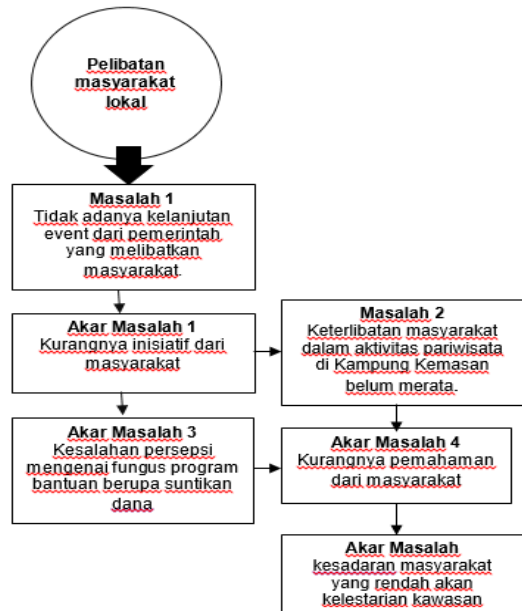 Pelibatan
masyarakat
lokal
Masalah 1
Tidak adanya kelanjutan
event dari pemerintah
yang melibatkan
masyarakat.
Akar Masalah 1
Kurangnya inisiatif dari
masyarakat
Masalah 2
Keterlibatan masyarakat
dalam aktivitas pariwisata
di Kampung Kemasan
belum merata.
Akar Masalah 3
Kesalahan persepsi
mengenai fungus program
bantuan berupa suntikan
dana
Akar Masalah 4
Kurangnya pemahaman
dari masyarakat
Akar Masalah
kesadaran masyarakat
yang rendah akan
kelestarian kawasan